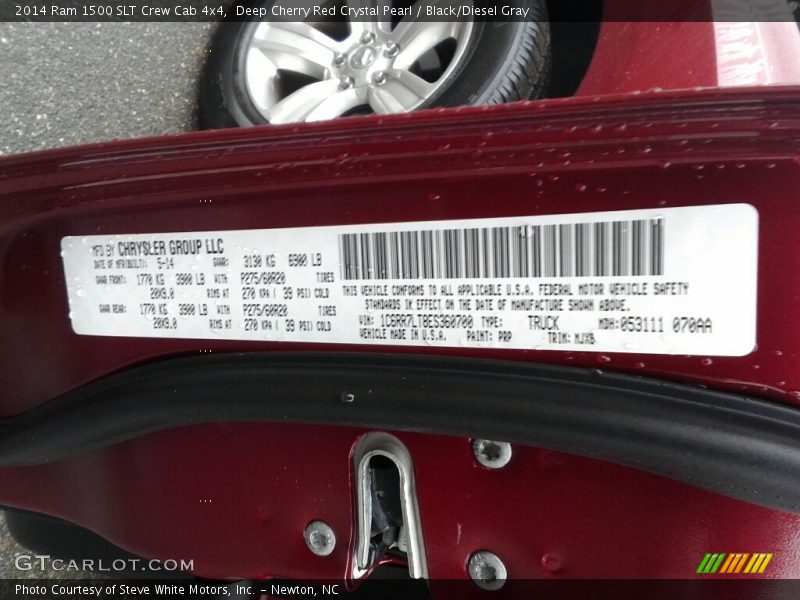 2014 Ram 1500 SLT Crew Cab 4x4, Deep Cherry Red Crystal Pearl / Black/Diesel Gray
MFD BY CHRYSLER GROUP LLC
DATE OF MFR(BUILT): 5-14 GVWR: 3130 KG 6900 LB
GAWR FRONT: 1770 KG 3900 LB WITH P275/60R20 TIRES
20X9.0 RIMS AT 270 KPA ( 39 PSI) COLD
GAWR REAR: 1770 KG 3900 LB WITH P275/60R20 TIRES
20X9.0 RIMS AT 270 KPA ( 39 PSI) COLD
THIS VEHICLE CONFORMS TO ALL APPLICABLE U.S.A. FEDERAL MOTOR VEHICLE SAFETY
STANDARDS IN EFFECT ON THE DATE OF MANUFACTURE SHOWN ABOVE.
VIN: 1C6RR7LT8ES360700 TYPE: TRUCK MDH: 053111 070AA
VEHICLE MADE IN U.S.A. PAINT: PRP TRIM: MJX8
GTCARLOT.COM
Photo Courtesy of Steve White Motors, Inc. – Newton, NC